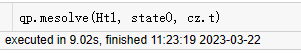 qp.mesolve(Ht1, state0, cz.t)
executed in 9.02s, finished 11:23:19 2023-03-22